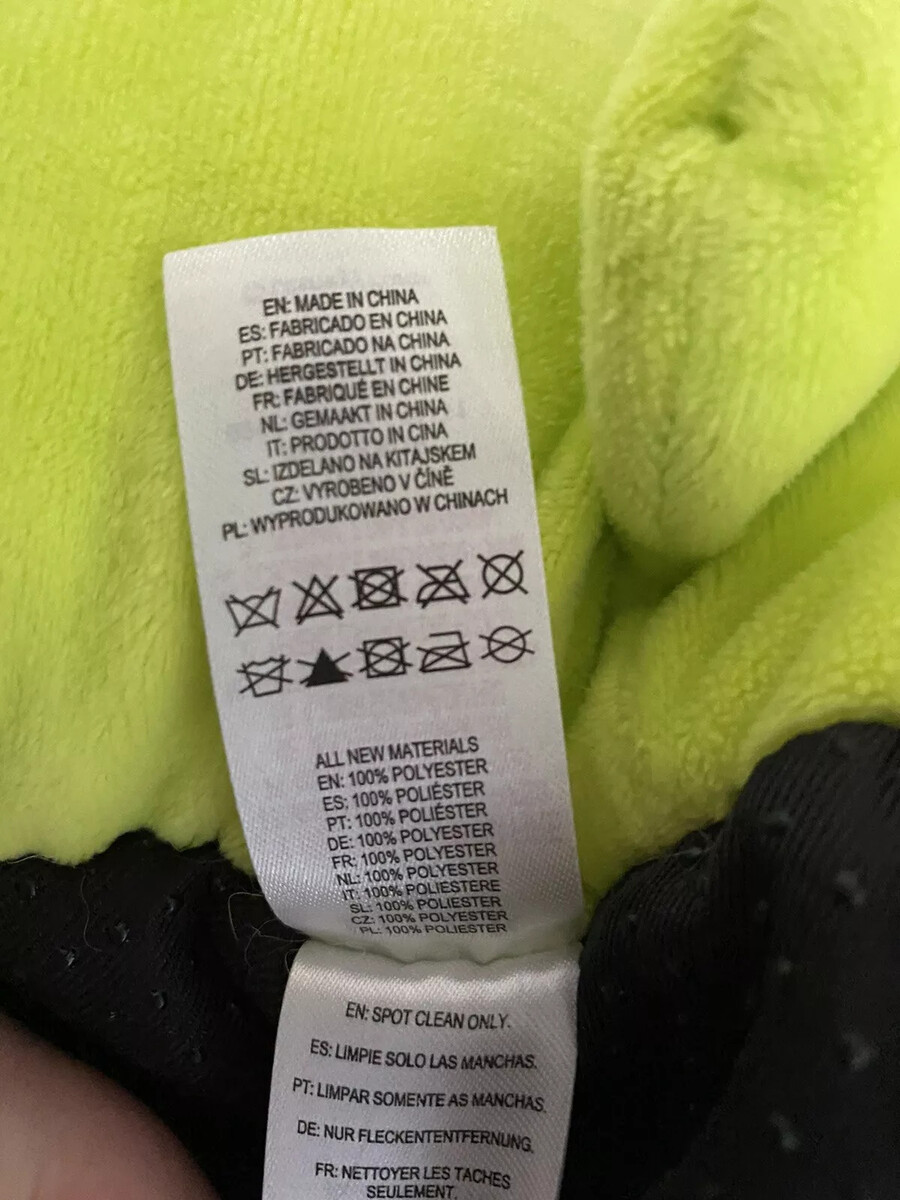 EN: MADE IN CHINA
ES: FABRICADO EN CHINA
PT: FABRICADO NA CHINA
DE: HERGESTELLT IN CHINA
FR: FABRIQUÉ EN CHINE
NL: GEMAAKT IN CHINA
IT: PRODOTTO IN CINA
SL: IZDELANO NA KITAJSKEM
CZ: VYROBENO V ČÍNĚ
PL: WYPRODUKOWANO W CHINACH
ALL NEW MATERIALS
EN: 100% POLYESTER
ES: 100% POLIÉSTER
PT: 100% POLIÉSTER
DE: 100% POLYESTER
FR: 100% POLYESTER
NL: 100% POLYESTER
IT: 100% POLIESTERE
SL: 100% POLYESTER
CZ: 100% POLYESTER
PL: 100% POLIESTER
EN: SPOT CLEAN ONLY.
ES: LIMPIE SOLO LAS MANCHAS.
PT: LIMPAR SOMENTE AS MANCHAS.
DE: NUR FLECKENTENTFERNUNG.
FR: NETTOYER LES TACHES
SEULEMENT.